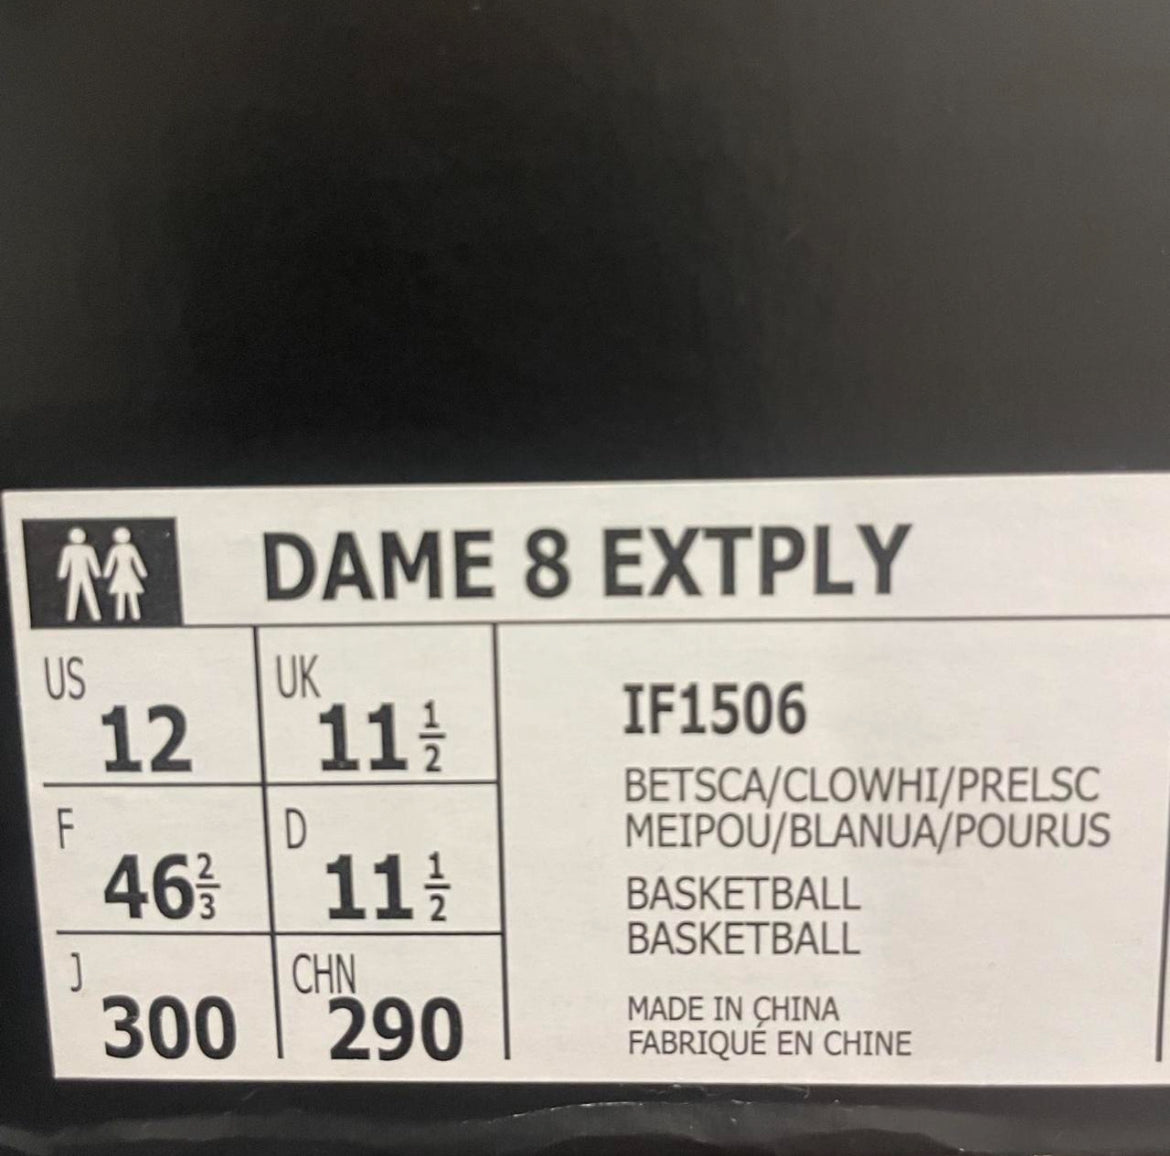 DAME 8 EXTPLY
US 12
UK 11 1/2
F 46 2/3
D 11 1/2
J 300
CHN 290
IF1506
BETSCA/CLOWHI/PRELSC
MEIPOU/BLANUA/POURUS
BASKETBALL
BASKETBALL
MADE IN CHINA
FABRIQUÉ EN CHINE